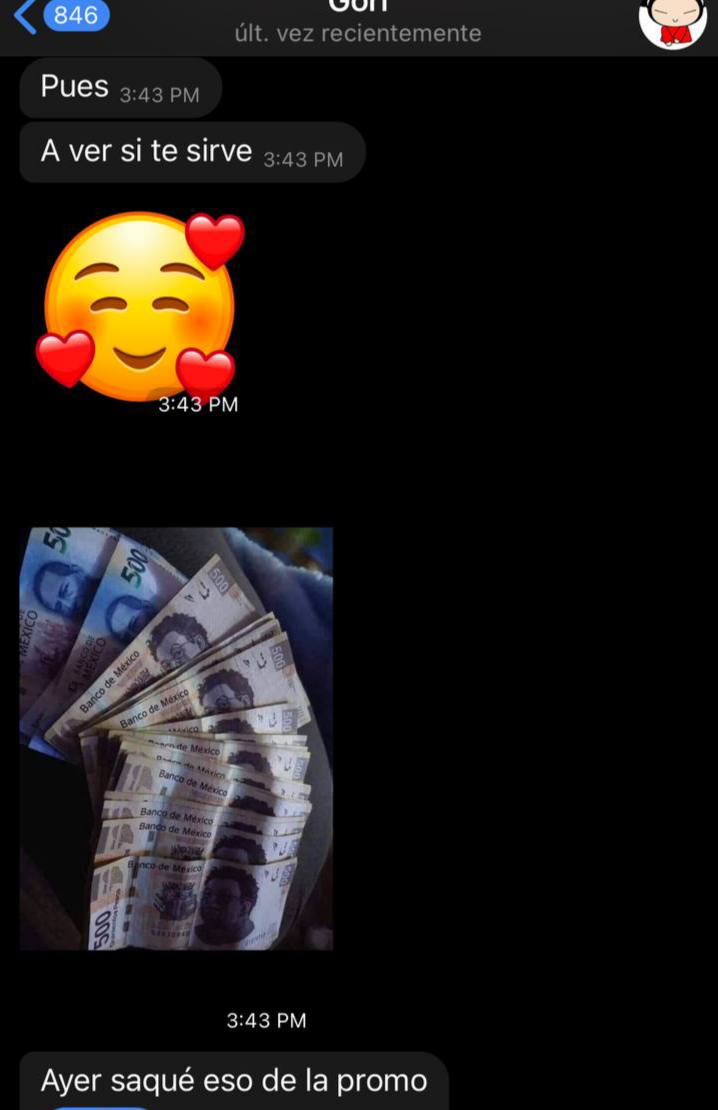 846
Gori
últ. vez recientemente
Pues 3:43 PM
A ver si te sirve 3:43 PM
3:43 PM
50
500
MÉXICO
BANCO DE
MÉXICO
500
Banco de México
500
Banco de México
Banco de México
Banco de México
Banco de México
Banco de México
Banco de México
Banco de México
500
3:43 PM
Ayer saqué eso de la promo